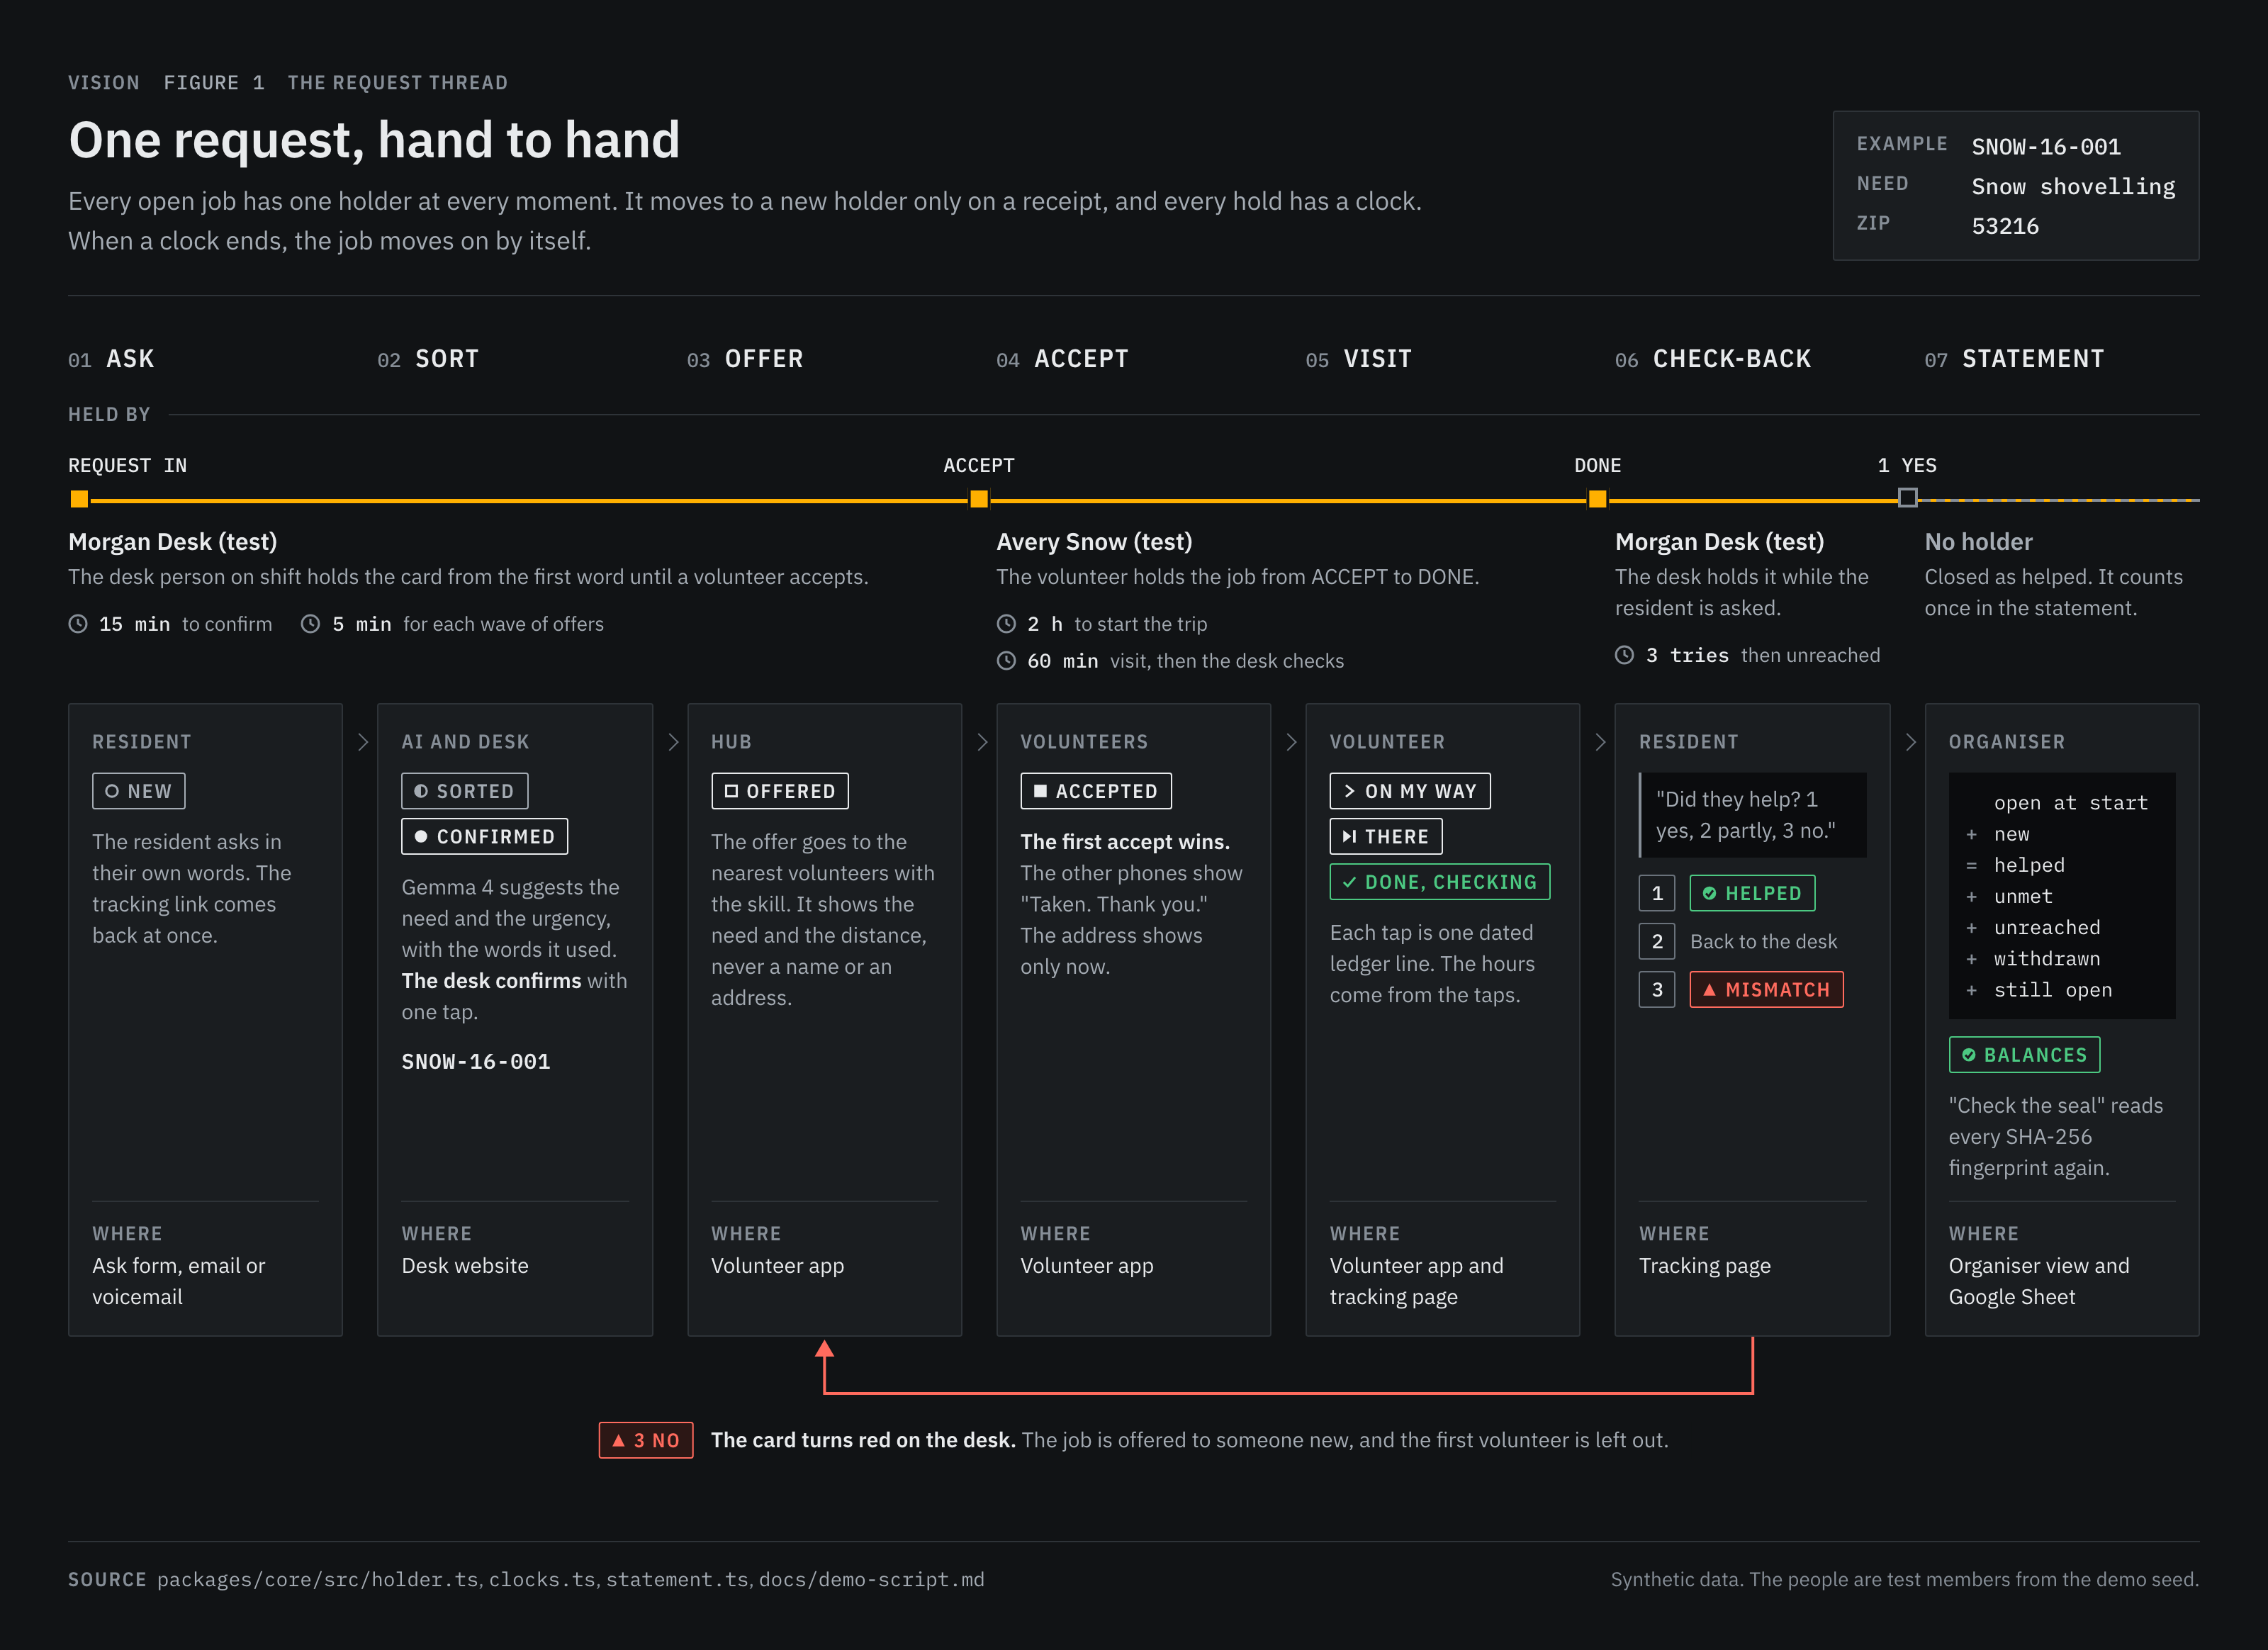 VISION FIGURE 1 THE REQUEST THREAD
One request, hand to hand
Every open job has one holder at every moment. It moves to a new holder only on a receipt, and every hold has a clock.
When a clock ends, the job moves on by itself.
EXAMPLE SNOW-16-001
NEED Snow shovelling
ZIP 53216
01 ASK
02 SORT
03 OFFER
04 ACCEPT
05 VISIT
06 CHECK-BACK
07 STATEMENT
HELD BY
REQUEST IN
ACCEPT
DONE
1 YES
Morgan Desk (test)
The desk person on shift holds the card from the first word until a volunteer accepts.
15 min to confirm
5 min for each wave of offers
Avery Snow (test)
The volunteer holds the job from ACCEPT to DONE.
2 h to start the trip
60 min visit, then the desk checks
Morgan Desk (test)
The desk holds it while the
resident is asked.
3 tries then unreached
No holder
Closed as helped. It counts
once in the statement.
RESIDENT
NEW
The resident asks in
their own words. The
tracking link comes
back at once.
WHERE
Ask form, email or
voicemail
AI AND DESK
SORTED
CONFIRMED
Gemma 4 suggests the
need and the urgency,
with the words it used.
The desk confirms with
one tap.
SNOW-16-001
WHERE
Desk website
HUB
OFFERED
The offer goes to the
nearest volunteers with
the skill. It shows the
need and the distance,
never a name or an
address.
WHERE
Volunteer app
VOLUNTEERS
ACCEPTED
The first accept wins.
The other phones show
"Taken. Thank you."
The address shows
only now.
WHERE
Volunteer app
VOLUNTEER
ON MY WAY
THERE
DONE, CHECKING
Each tap is one dated
ledger line. The hours
come from the taps.
WHERE
Volunteer app and
tracking page
RESIDENT
"Did they help? 1
yes, 2 partly, 3 no."
1 HELPED
2 Back to the desk
3 MISMATCH
WHERE
Tracking page
ORGANISER
open at start
+ new
= helped
+ unmet
+ unreached
+ withdrawn
+ still open
BALANCES
"Check the seal" reads
every SHA-256
fingerprint again.
WHERE
Organiser view and
Google Sheet
3 NO The card turns red on the desk. The job is offered to someone new, and the first volunteer is left out.
SOURCE packages/core/src/holder.ts, clocks.ts, statement.ts, docs/demo-script.md
Synthetic data. The people are test members from the demo seed.